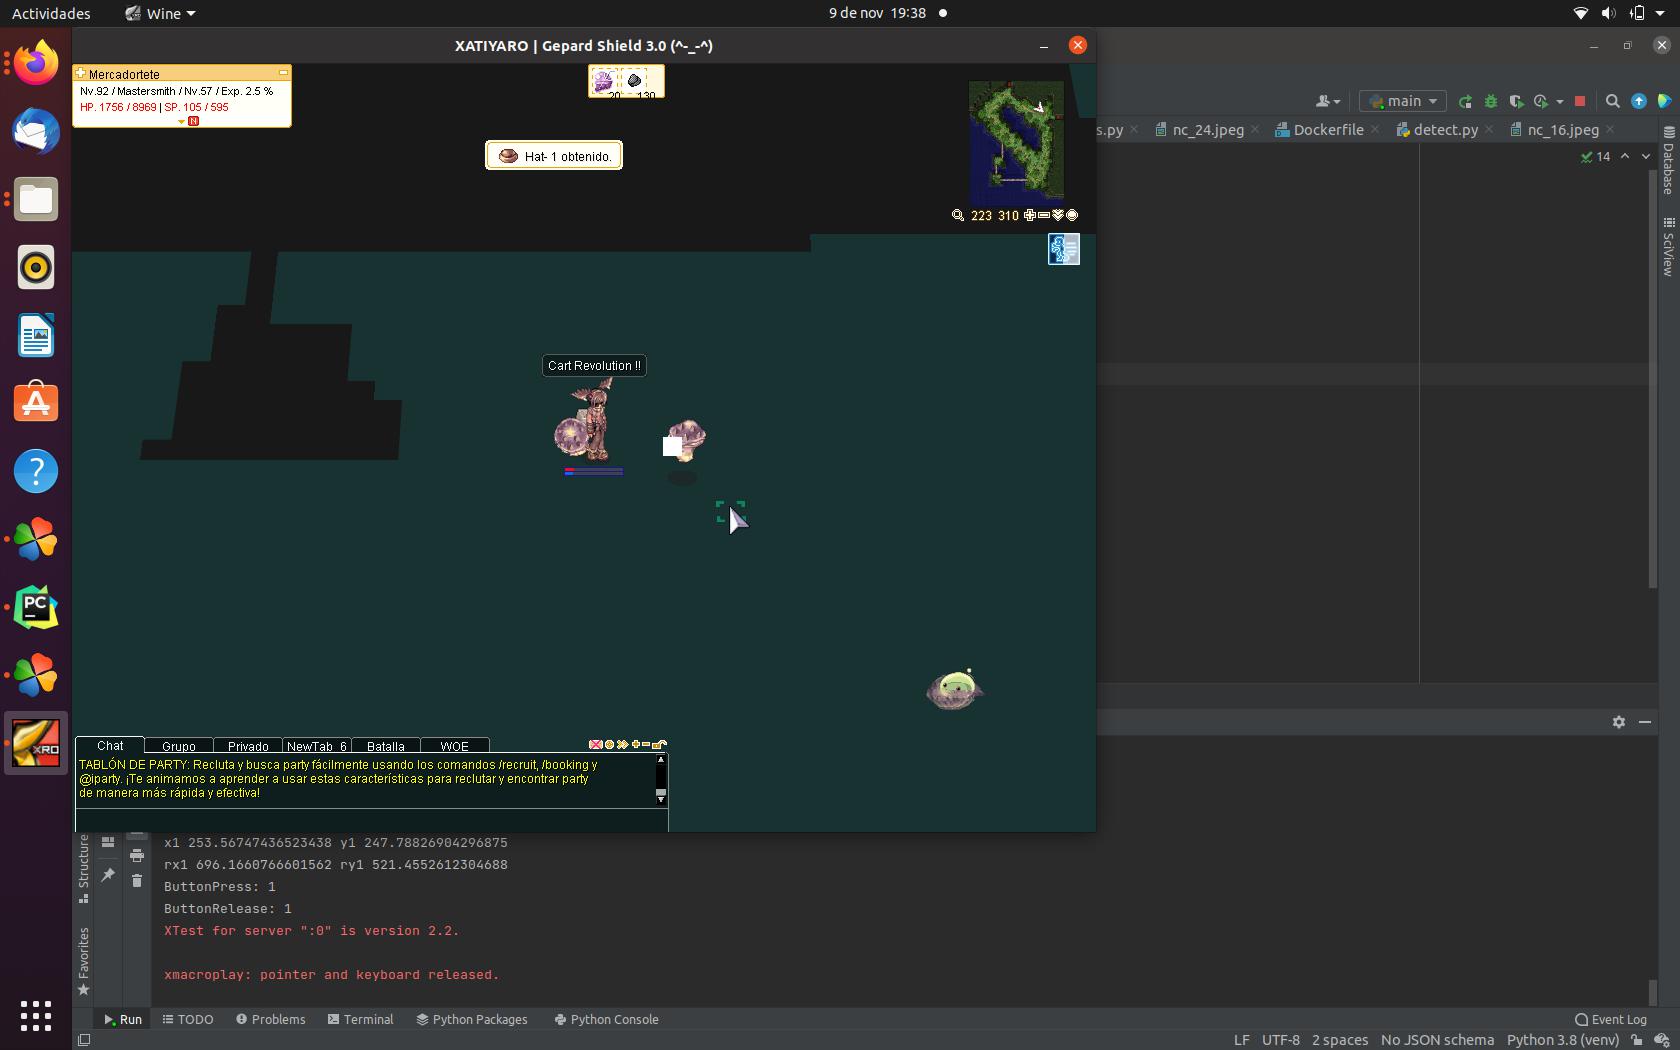 Actividades
Wine
9 de nov 19:38
XATIYARO | Gepard Shield 3.0 (^-_-^)
Mercadortete
Nv.92 / Mastersmith / Nv.57 / Exp. 2.5 %
HP. 1756 / 8969 | SP. 105 / 595
N
20
130
Hat- 1 obtenido.
223 310
main
s.py
nc_24.jpeg
Dockerfile
detect.py
nc_16.jpeg
14
Database
SciView
Cart Revolution !!
PC
XRO
Chat
Grupo
Privado
NewTab 6
Batalla
WOE
TABLÓN DE PARTY: Recluta y busca party fácilmente usando los comandos /recruit, /booking y
@iparty. ¡Te animamos a aprender a usar estas características para reclutar y encontrar party
de manera más rápida y efectiva!
x1 253.56747436523438 y1 247.78826904296875
rx1 696.1660766601562 ry1 521.4552612304688
ButtonPress: 1
ButtonRelease: 1
XTest for server ":0" is version 2.2.
xmacroplay: pointer and keyboard released.
Structure
Favorites
Run
TODO
Problems
Terminal
Python Packages
Python Console
Event Log
LF
UTF-8
2 spaces
No JSON schema
Python 3.8 (venv)